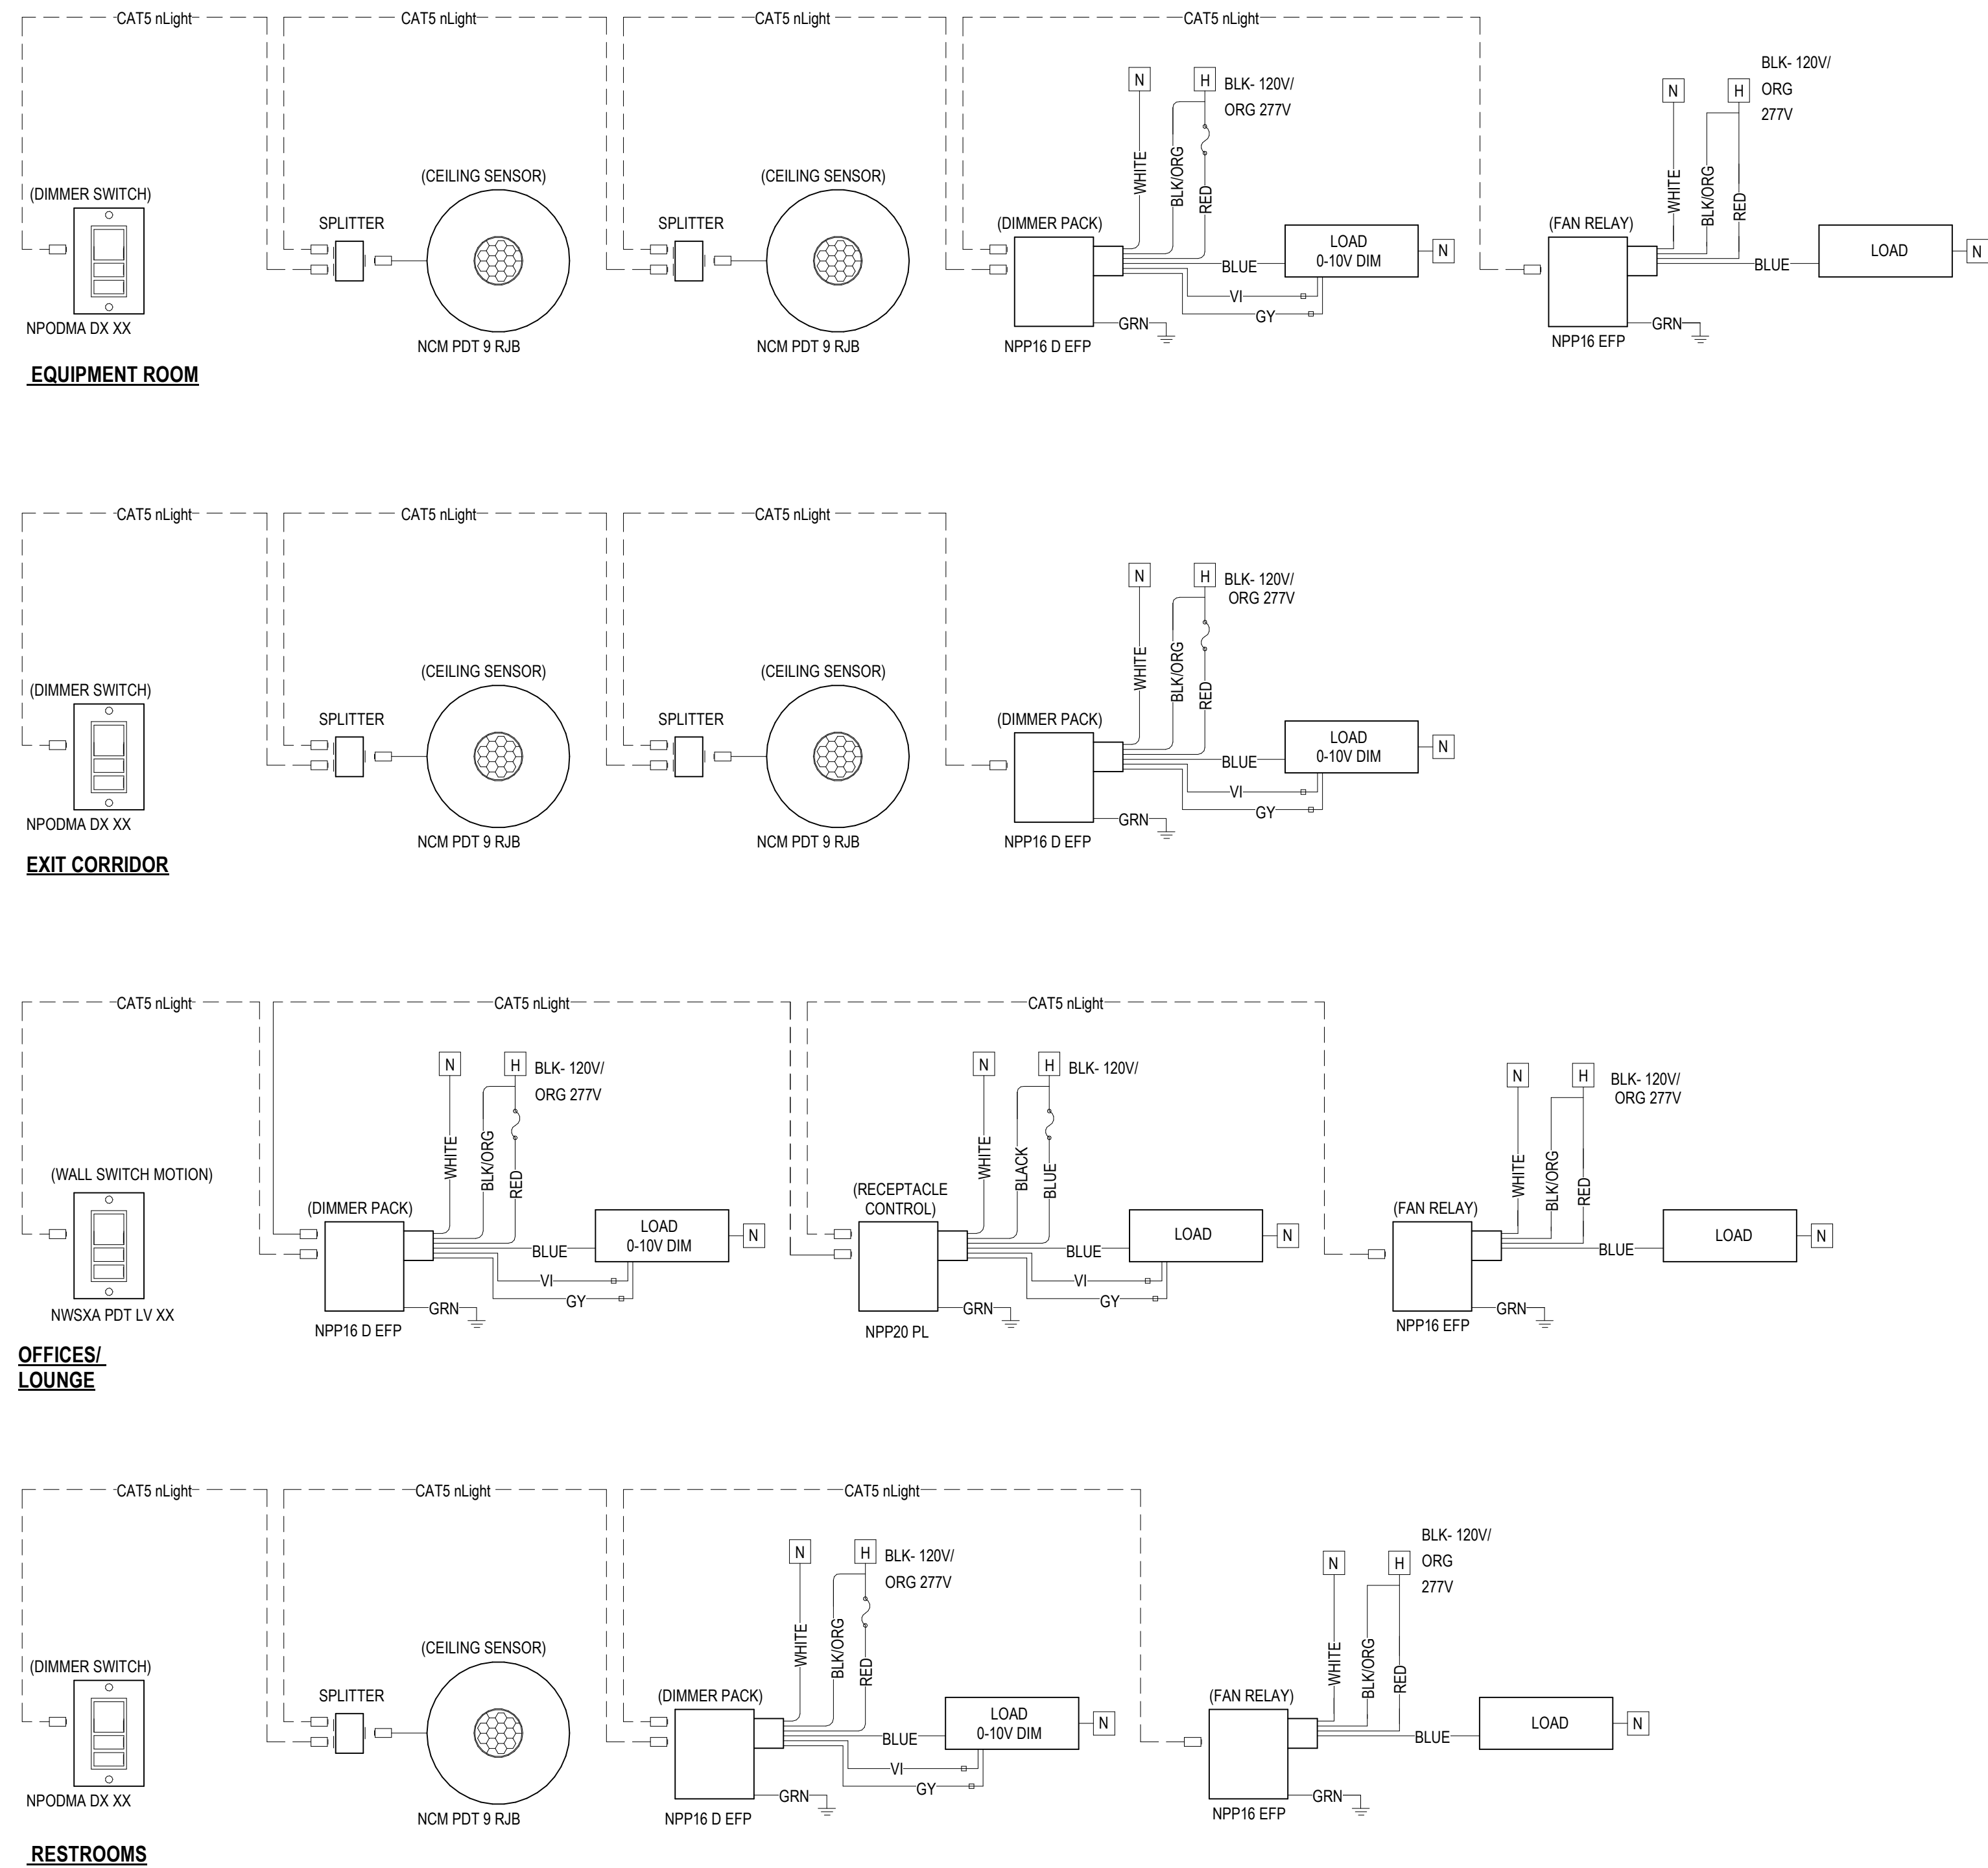 CAT5 nLight
CAT5 nLight
CAT5 nLight
CAT5 nLight
N
H
BLK- 120V/
ORG 277V
N
H
BLK- 120V/
ORG
277V
WHITE
BLK/ORG
RED
WHITE
BLK/ORG
RED
(DIMMER SWITCH)
SPLITTER
(CEILING SENSOR)
SPLITTER
(CEILING SENSOR)
(DIMMER PACK)
LOAD
0-10V DIM
N
(FAN RELAY)
LOAD
N
BLUE
VI
GY
GRN
BLUE
GRN
NPODMA DX XX
NCM PDT 9 RJB
NCM PDT 9 RJB
NPP16 D EFP
NPP16 EFP
EQUIPMENT ROOM
CAT5 nLight
CAT5 nLight
CAT5 nLight
N
H
BLK- 120V/
ORG 277V
WHITE
BLK/ORG
RED
(DIMMER SWITCH)
SPLITTER
(CEILING SENSOR)
SPLITTER
(CEILING SENSOR)
(DIMMER PACK)
LOAD
0-10V DIM
N
BLUE
VI
GY
GRN
NPODMA DX XX
NCM PDT 9 RJB
NCM PDT 9 RJB
NPP16 D EFP
EXIT CORRIDOR
CAT5 nLight
CAT5 nLight
CAT5 nLight
N
H
BLK- 120V/
ORG 277V
N
H
BLK- 120V/
N
H
BLK- 120V/
ORG 277V
WHITE
BLK/ORG
RED
WHITE
BLACK
BLUE
WHITE
BLK/ORG
RED
(WALL SWITCH MOTION)
(DIMMER PACK)
LOAD
0-10V DIM
N
(RECEPTACLE
CONTROL)
LOAD
N
(FAN RELAY)
LOAD
N
BLUE
VI
GY
GRN
BLUE
VI
GY
GRN
BLUE
GRN
NWSXA PDT LV XX
NPP16 D EFP
NPP20 PL
NPP16 EFP
OFFICES/
LOUNGE
CAT5 nLight
CAT5 nLight
CAT5 nLight
N
H
BLK- 120V/
ORG 277V
N
H
BLK- 120V/
ORG
277V
WHITE
BLK/ORG
RED
WHITE
BLK/ORG
RED
(DIMMER SWITCH)
SPLITTER
(CEILING SENSOR)
(DIMMER PACK)
LOAD
0-10V DIM
N
(FAN RELAY)
LOAD
N
BLUE
VI
GY
GRN
BLUE
GRN
NPODMA DX XX
NCM PDT 9 RJB
NPP16 D EFP
NPP16 EFP
RESTROOMS